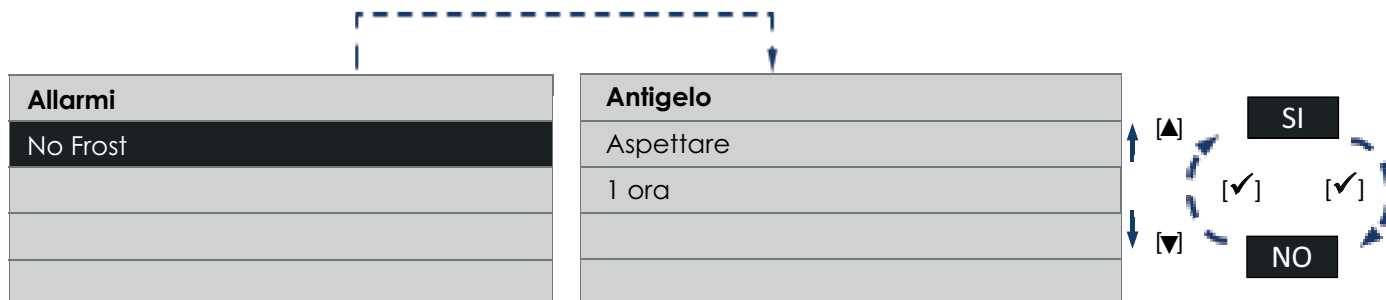 Allarmi
No Frost
Antigelo
Aspettare
1 ora
[▲]
[▼]
SI
[✓] [✓]
NO